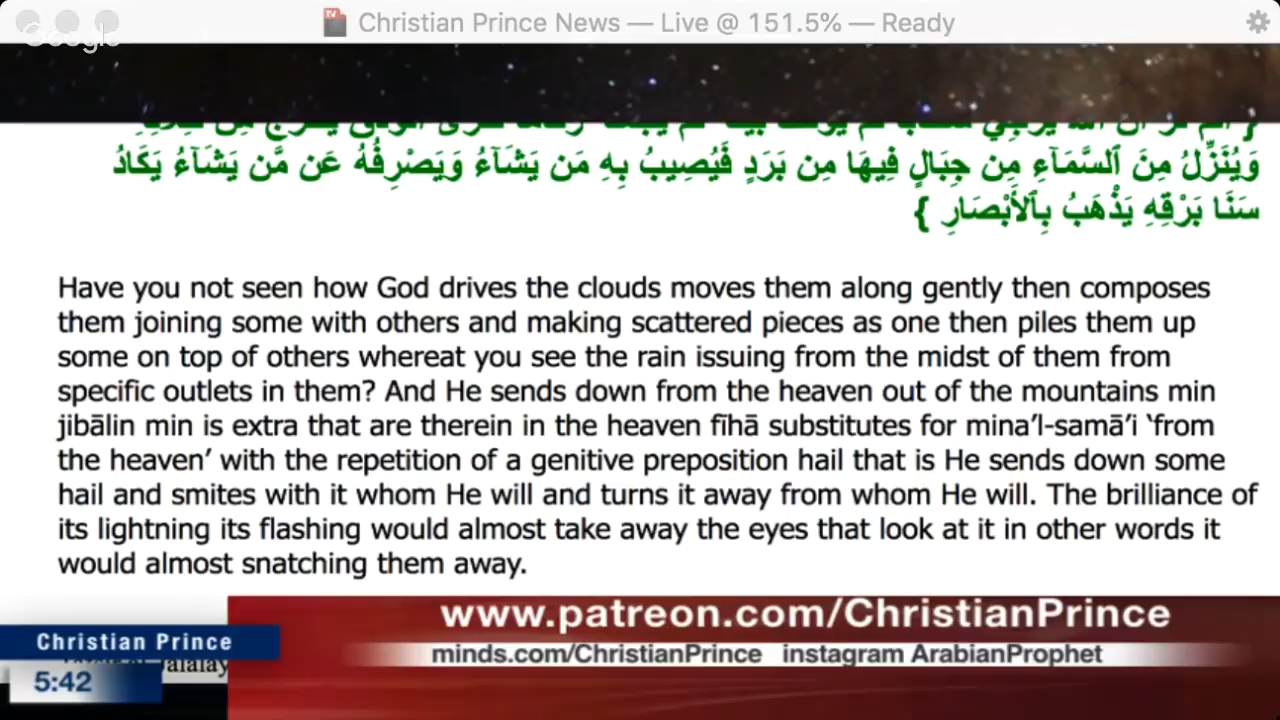 Christian Prince News — Live @ 151.5% — Ready
Google
وَيُنَزِّلُ مِنَ ٱلسَّمَآءِ مِن جِبَالٍ فِيهَا مِن بَرَدٍ فَيُصِيبُ بِهِ مَن يَشَآءُ وَيَصْرِفُهُ عَن مَّن يَشَآءُ يَكَادُ
سَنَا بَرْقِهِ يَذْهَبُ بِٱلأَبْصَارِ }
Have you not seen how God drives the clouds moves them along gently then composes
them joining some with others and making scattered pieces as one then piles them up
some on top of others whereat you see the rain issuing from the midst of them from
specific outlets in them? And He sends down from the heaven out of the mountains min
jibālin min is extra that are therein in the heaven fīhā substitutes for mina’l-samā’i ‘from
the heaven’ with the repetition of a genitive preposition hail that is He sends down some
hail and smites with it whom He will and turns it away from whom He will. The brilliance of
its lightning its flashing would almost take away the eyes that look at it in other words it
would almost snatching them away.
www.patreon.com/ChristianPrince
Christian Prince
minds.com/ChristianPrince instagram ArabianProphet
5:42